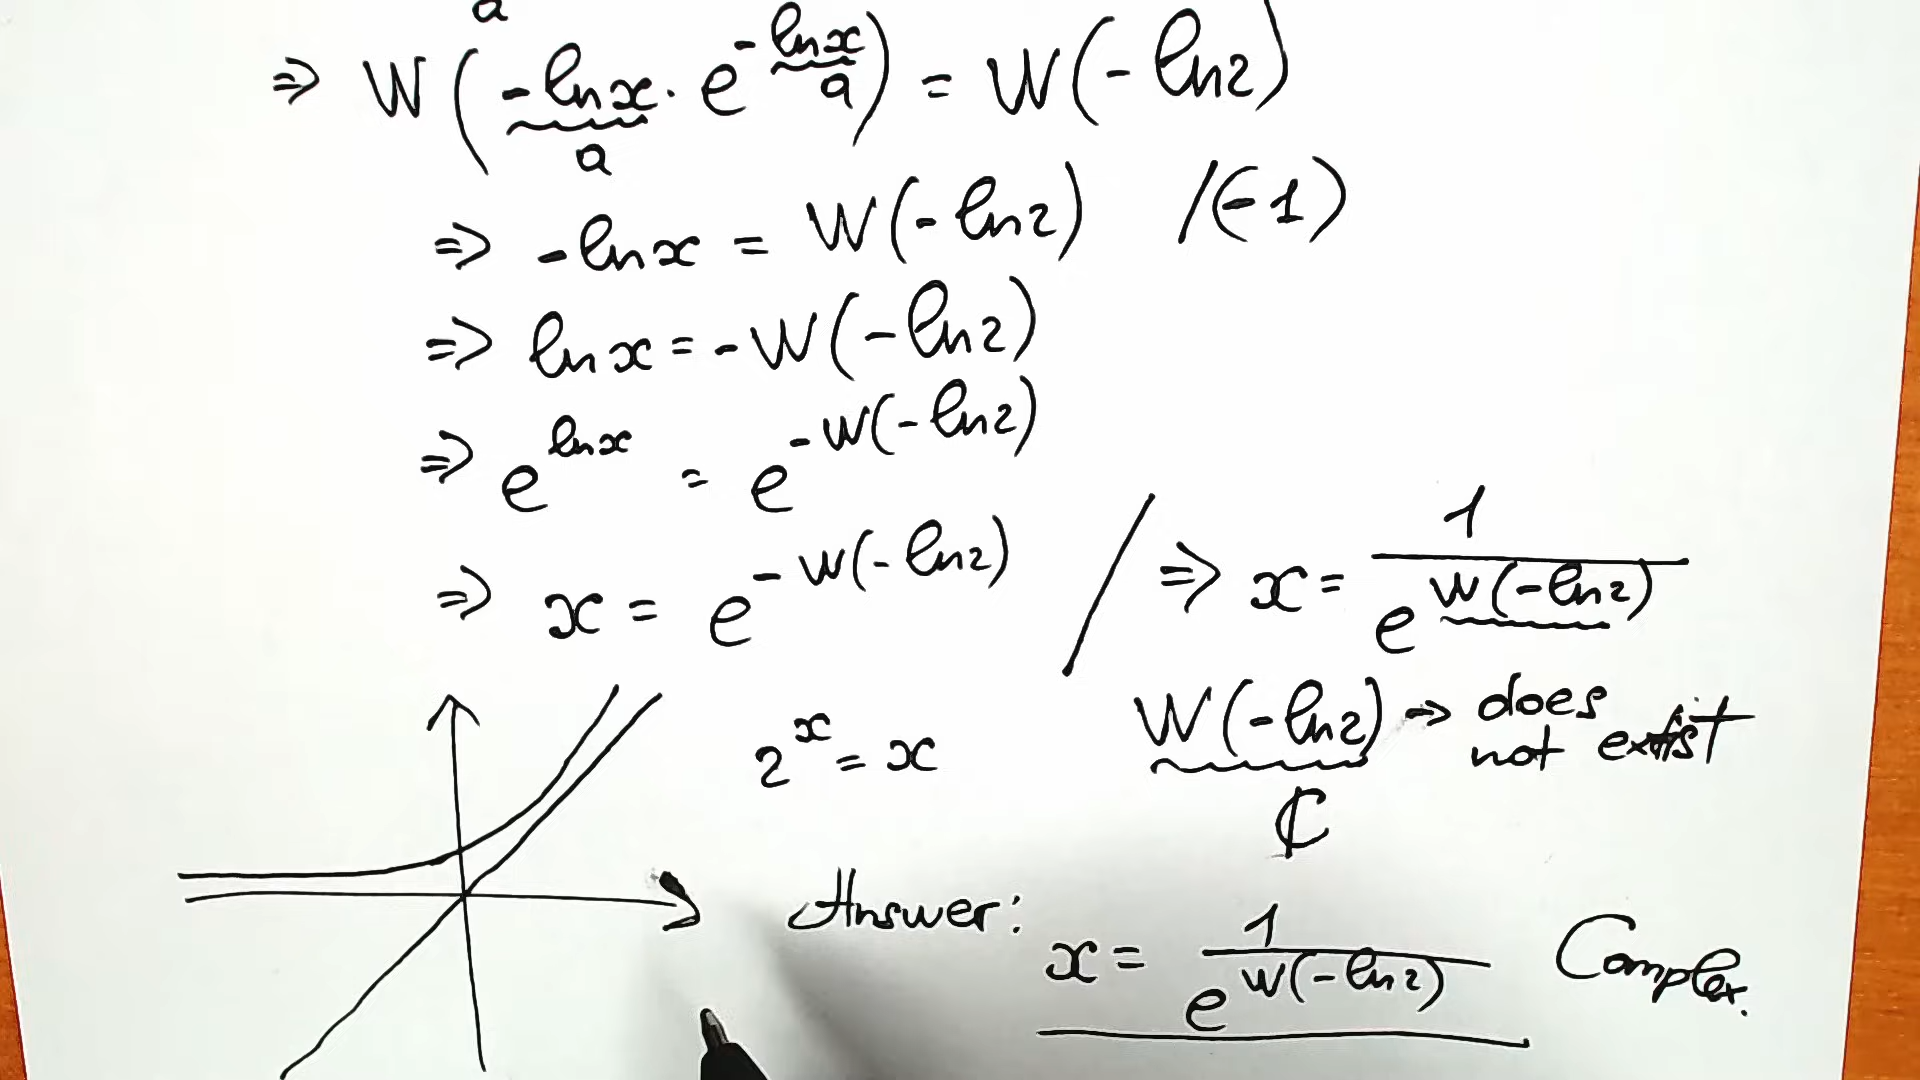 a
⇒ W(-lnx · e^(-lnx)) = W(-ln2)
a a
⇒ -lnx = W(-ln2) /(-1)
⇒ lnx = -W(-ln2)
⇒ e^(lnx) = e^(-W(-ln2))
⇒ x = e^(-W(-ln2)) / ⇒ x = 1/e^(W(-ln2))
2^x = x
W(-ln2) → does not exist
ℂ
Answer: x = 1/e^(W(-ln2)) Complex.